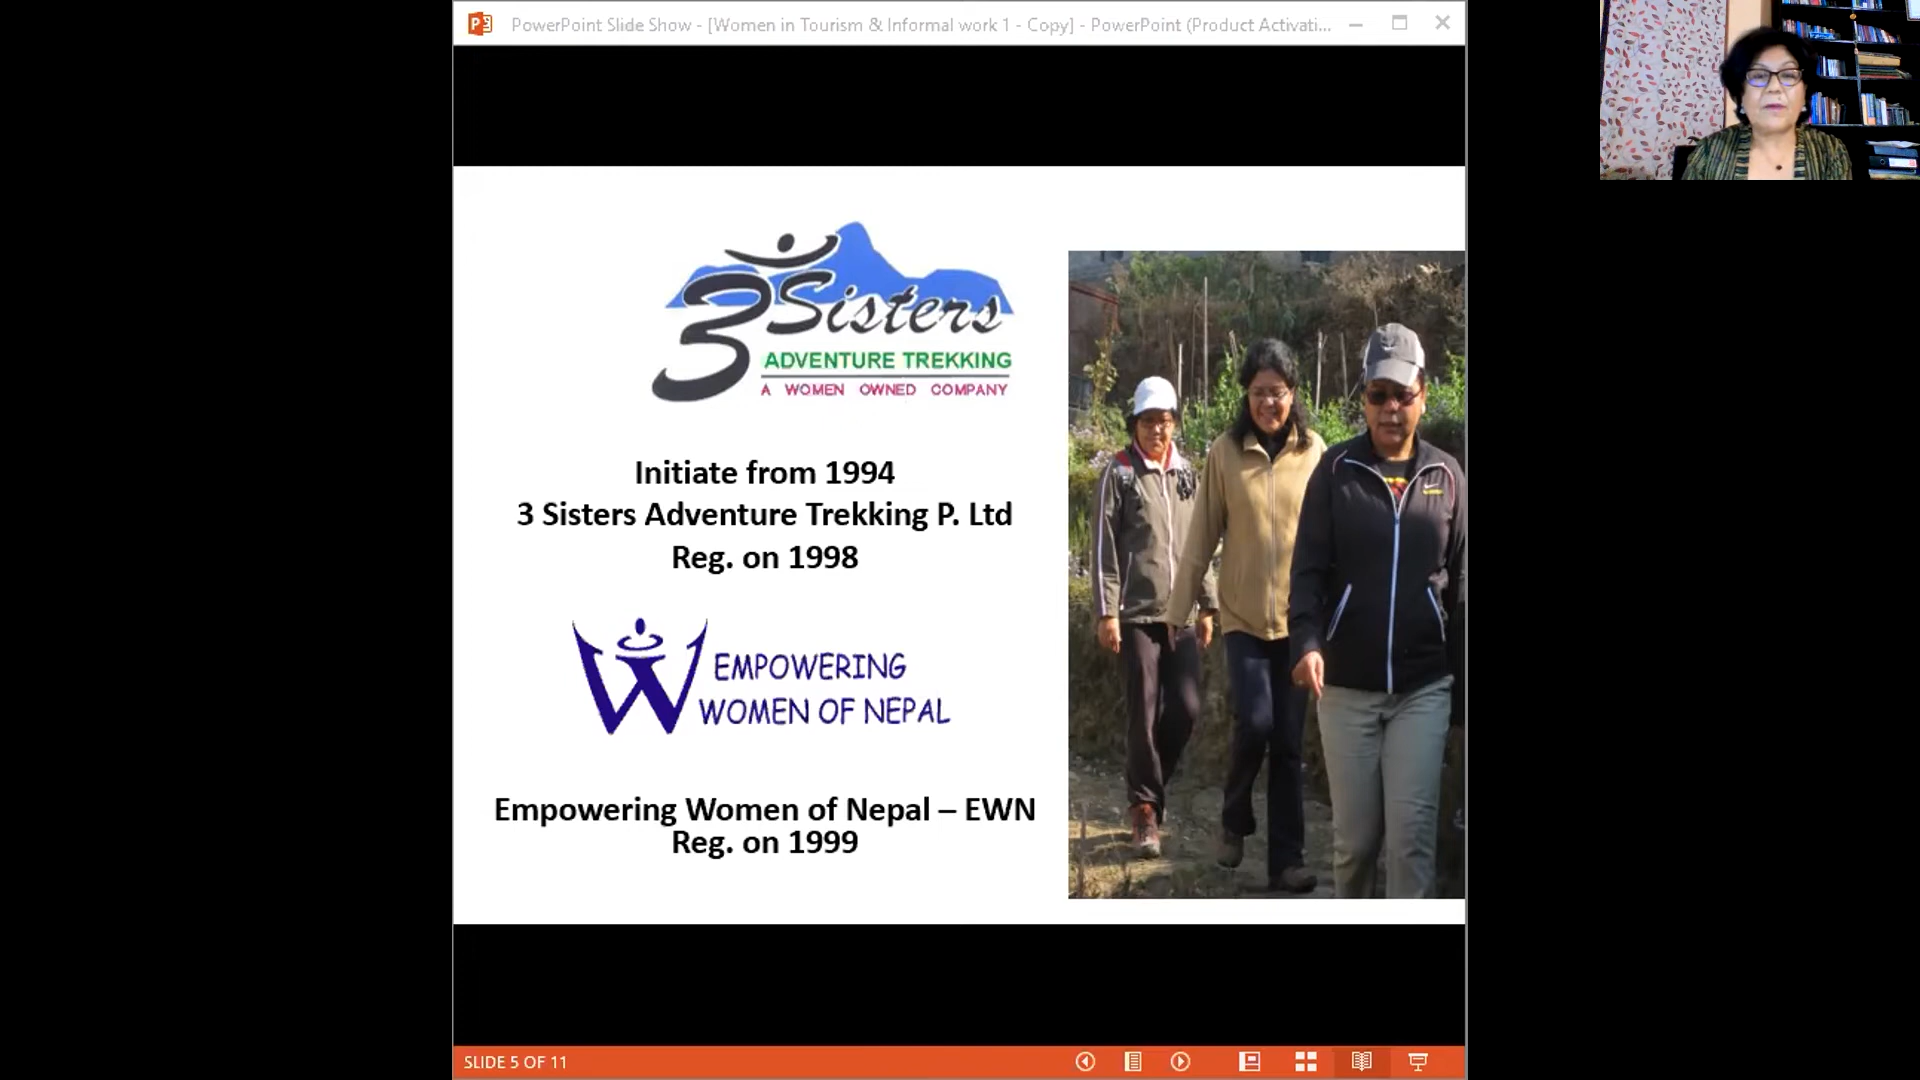 PowerPoint Slide Show - [Women in Tourism & Informal work 1 - Copy] - PowerPoint (Product Activati...
3 Sisters
ADVENTURE TREKKING
A WOMEN OWNED COMPANY
Initiate from 1994
3 Sisters Adventure Trekking P. Ltd
Reg. on 1998
EMPOWERING
WOMEN OF NEPAL
Empowering Women of Nepal – EWN
Reg. on 1999
SLIDE 5 OF 11